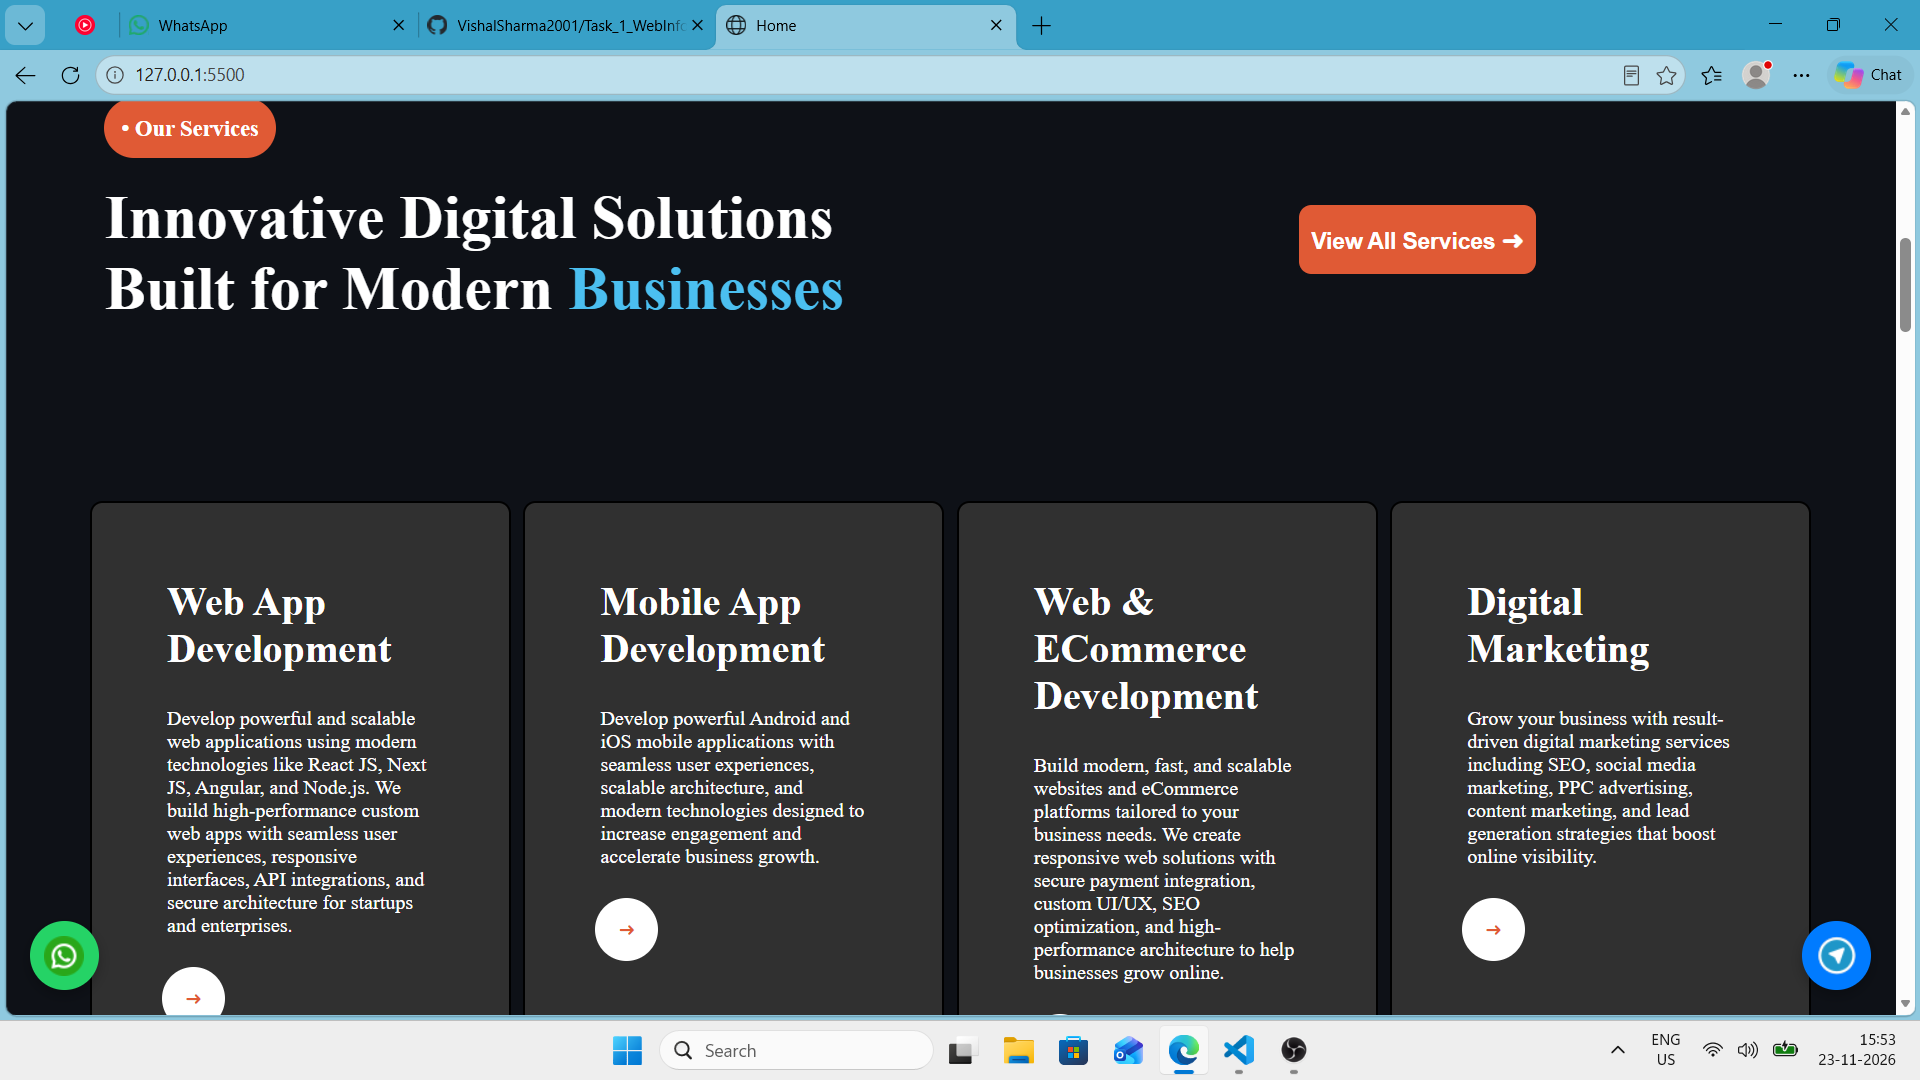 WhatsApp
VishalSharma2001/Task_1_WebInfo
Home
127.0.0.1:5500
Chat
• Our Services
Innovative Digital Solutions
Built for Modern Businesses
View All Services ➜
Web App
Development
Develop powerful and scalable
web applications using modern
technologies like React JS, Next
JS, Angular, and Node.js. We
build high-performance custom
web apps with seamless user
experiences, responsive
interfaces, API integrations, and
secure architecture for startups
and enterprises.
→
Mobile App
Development
Develop powerful Android and
iOS mobile applications with
seamless user experiences,
scalable architecture, and
modern technologies designed to
increase engagement and
accelerate business growth.
→
Web &
ECommerce
Development
Build modern, fast, and scalable
websites and eCommerce
platforms tailored to your
business needs. We create
responsive web solutions with
secure payment integration,
custom UI/UX, SEO
optimization, and high-
performance architecture to help
businesses grow online.
Digital
Marketing
Grow your business with result-
driven digital marketing services
including SEO, social media
marketing, PPC advertising,
content marketing, and lead
generation strategies that boost
online visibility.
→
Search
ENG
US
15:53
23-11-2026